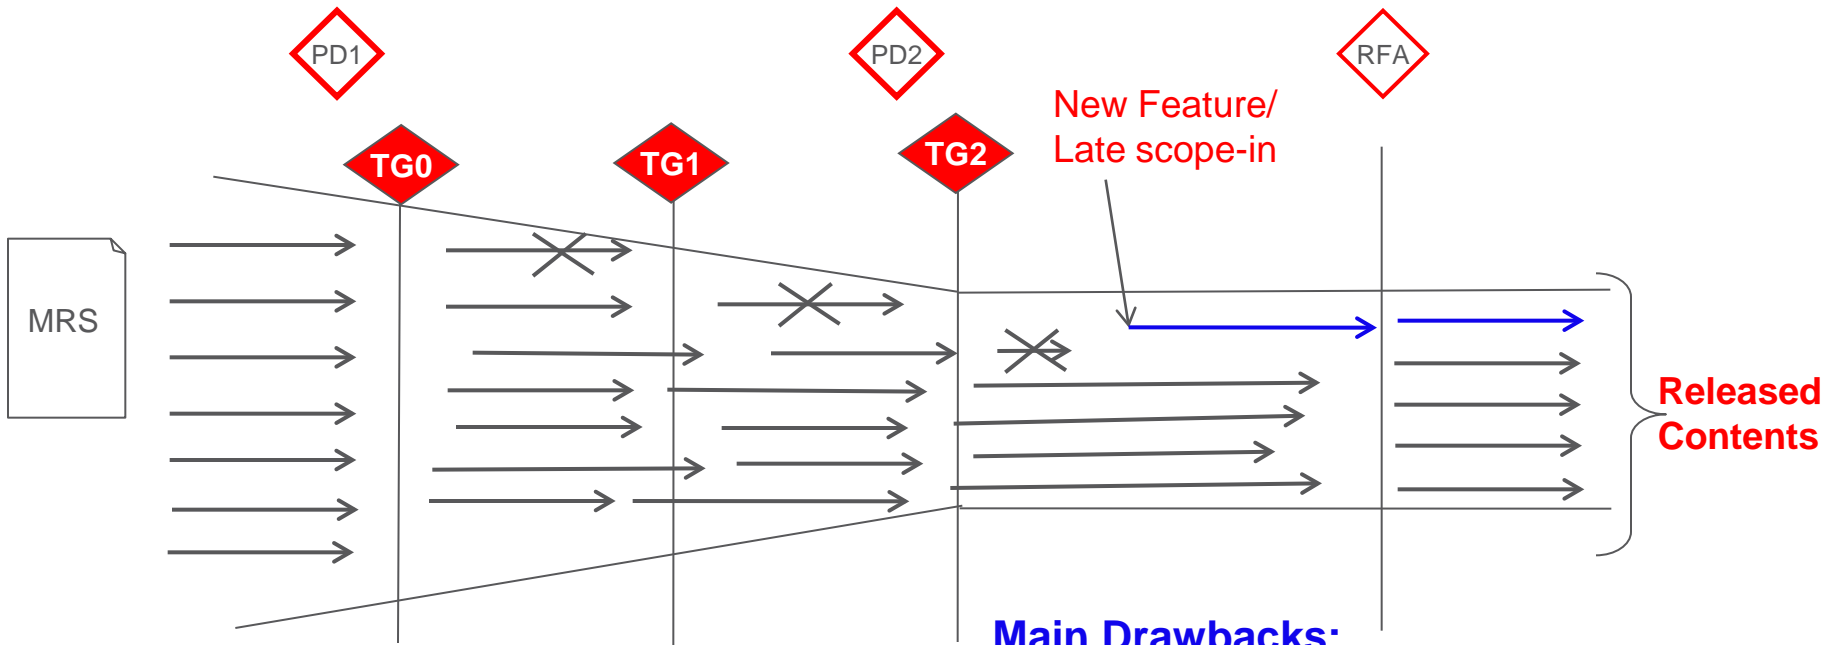 PD1
PD2
RFA
New Feature/
Late scope-in
TG0
TG1
TG2
MRS
Released
Contents
Main Drawbacks: